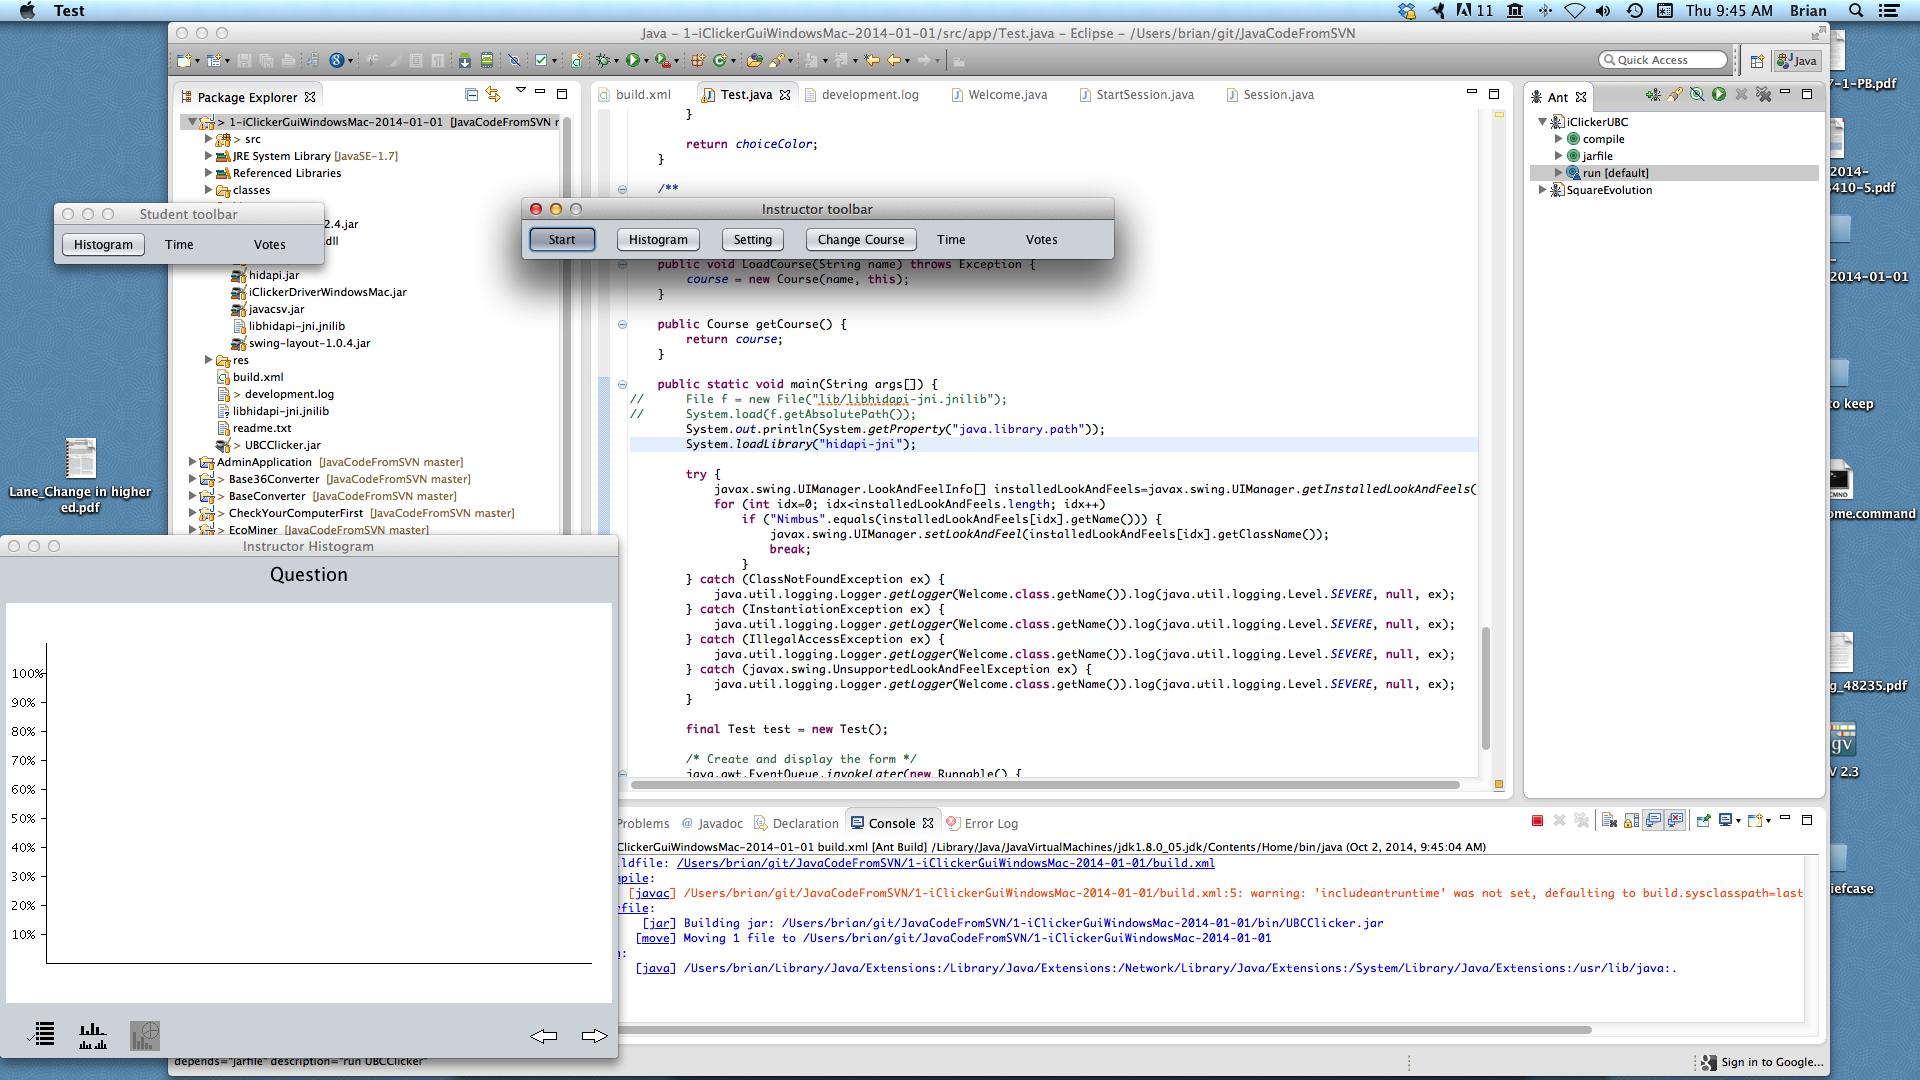 Test
11
Thu 9:45 AM
Brian
Java – 1-iClickerGuiWindowsMac-2014-01-01/src/app/Test.java – Eclipse – /Users/brian/git/JavaCodeFromSVN
Quick Access
Java
Package Explorer
> 1-iClickerGuiWindowsMac-2014-01-01 [JavaCodeFromSVN r
> src
JRE System Library [JavaSE-1.7]
Referenced Libraries
classes
2.4.jar
dll
hidapi.jar
iClickerDriverWindowsMac.jar
javacsv.jar
libhidapi-jni.jnilib
swing-layout-1.0.4.jar
res
build.xml
> development.log
libhidapi-jni.jnilib
readme.txt
> UBCClicker.jar
AdminApplication [JavaCodeFromSVN master]
> Base36Converter [JavaCodeFromSVN master]
> BaseConverter [JavaCodeFromSVN master]
> CheckYourComputerFirst [JavaCodeFromSVN master]
> EcoMiner [JavaCodeFromSVN master]
Student toolbar
Histogram Time Votes
Instructor toolbar
Start Histogram Setting Change Course Time Votes
build.xml Test.java development.log Welcome.java StartSession.java Session.java
}
return choiceColor;
}
/**
public void LoadCourse(String name) throws Exception {
course = new Course(name, this);
}
public Course getCourse() {
return course;
}
public static void main(String args[]) {
// File f = new File("lib/libhidapi-jni.jnilib");
// System.load(f.getAbsolutePath());
System.out.println(System.getProperty("java.library.path"));
System.loadLibrary("hidapi-jni");
try {
javax.swing.UIManager.LookAndFeelInfo[] installedLookAndFeels=javax.swing.UIManager.getInstalledLookAndFeels(
for (int idx=0; idx<installedLookAndFeels.length; idx++)
if ("Nimbus".equals(installedLookAndFeels[idx].getName())) {
javax.swing.UIManager.setLookAndFeel(installedLookAndFeels[idx].getClassName());
break;
}
} catch (ClassNotFoundException ex) {
java.util.logging.Logger.getLogger(Welcome.class.getName()).log(java.util.logging.Level.SEVERE, null, ex);
} catch (InstantiationException ex) {
java.util.logging.Logger.getLogger(Welcome.class.getName()).log(java.util.logging.Level.SEVERE, null, ex);
} catch (IllegalAccessException ex) {
java.util.logging.Logger.getLogger(Welcome.class.getName()).log(java.util.logging.Level.SEVERE, null, ex);
} catch (javax.swing.UnsupportedLookAndFeelException ex) {
java.util.logging.Logger.getLogger(Welcome.class.getName()).log(java.util.logging.Level.SEVERE, null, ex);
}
final Test test = new Test();
/* Create and display the form */
java.awt.EventQueue.invokeLater(new Runnable() {
Ant
iClickerUBC
compile
jarfile
run [default]
SquareEvolution
7-1-PB.pdf
2014-
3410-5.pdf
2014-01-01
to keep
CMND
ome.command
g_48235.pdf
gv
V 2.3
iefcase
Lane_Change in higher
ed.pdf
Instructor Histogram
Question
100%
90%
80%
70%
60%
50%
40%
30%
20%
10%
Problems @ Javadoc Declaration Console Error Log
ClickerGuiWindowsMac-2014-01-01 build.xml [Ant Build] /Library/Java/JavaVirtualMachines/jdk1.8.0_05.jdk/Contents/Home/bin/java (Oct 2, 2014, 9:45:04 AM)
ildfile: /Users/brian/git/JavaCodeFromSVN/1-iClickerGuiWindowsMac-2014-01-01/build.xml
mpile:
[javac] /Users/brian/git/JavaCodeFromSVN/1-iClickerGuiWindowsMac-2014-01-01/build.xml:5: warning: 'includeantruntime' was not set, defaulting to build.sysclasspath=last
rfile:
[jar] Building jar: /Users/brian/git/JavaCodeFromSVN/1-iClickerGuiWindowsMac-2014-01-01/bin/UBCClicker.jar
[move] Moving 1 file to /Users/brian/git/JavaCodeFromSVN/1-iClickerGuiWindowsMac-2014-01-01
n:
[java] /Users/brian/Library/Java/Extensions:/Library/Java/Extensions:/Network/Library/Java/Extensions:/System/Library/Java/Extensions:/usr/lib/java:.
depends="jarfile" description="run UBCClicker"
Sign in to Google...